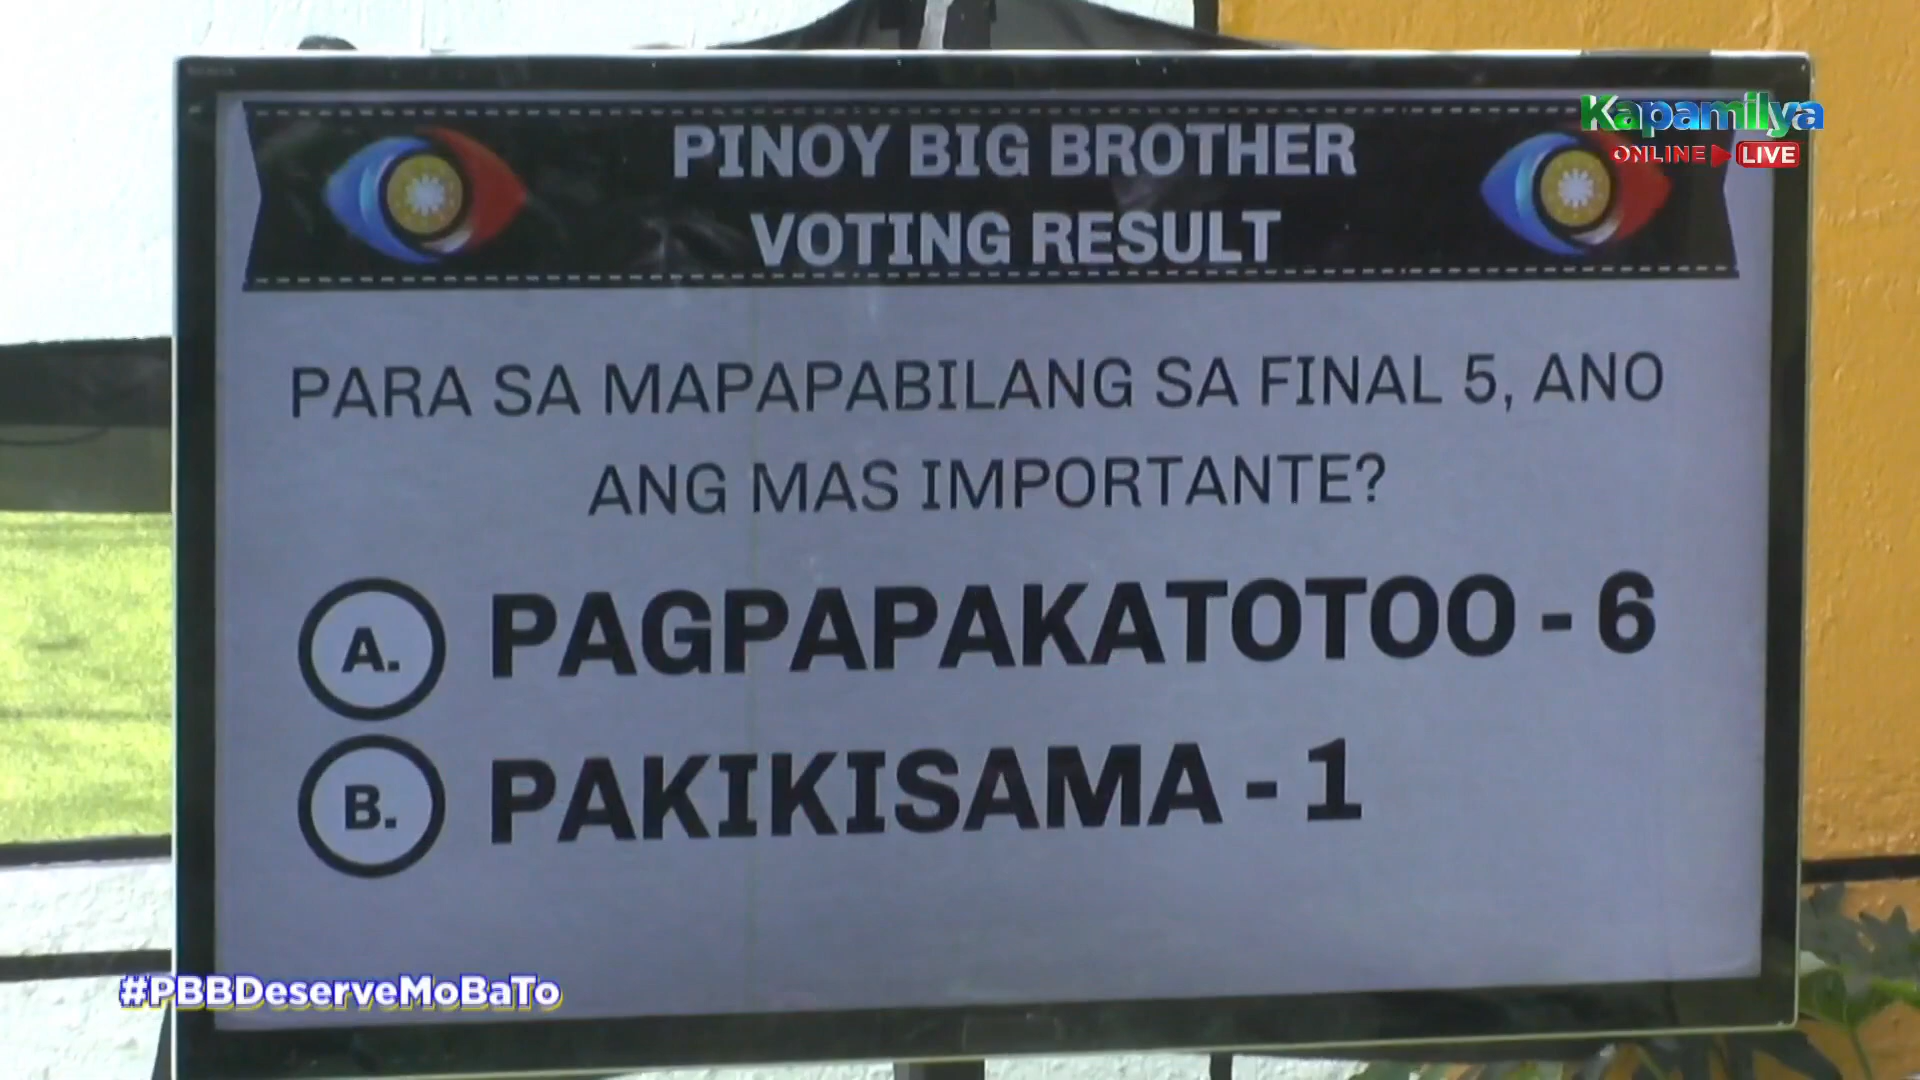 Kapamilya
ONLINE LIVE
PINOY BIG BROTHER
VOTING RESULT
PARA SA MAPAPABILANG SA FINAL 5, ANO
ANG MAS IMPORTANTE?
A. PAGPAPAKATOTOO - 6
B. PAKIKISAMA - 1
#PBBDeserveMoBaTo